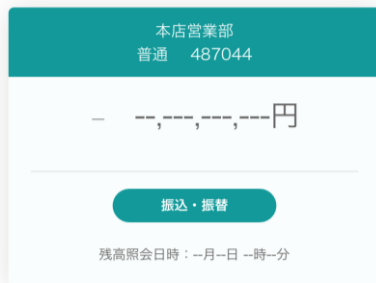 本店営業部
普通 487044
- --,---,---,---円
振込・振替
残高照会日時：--月--日 --時--分